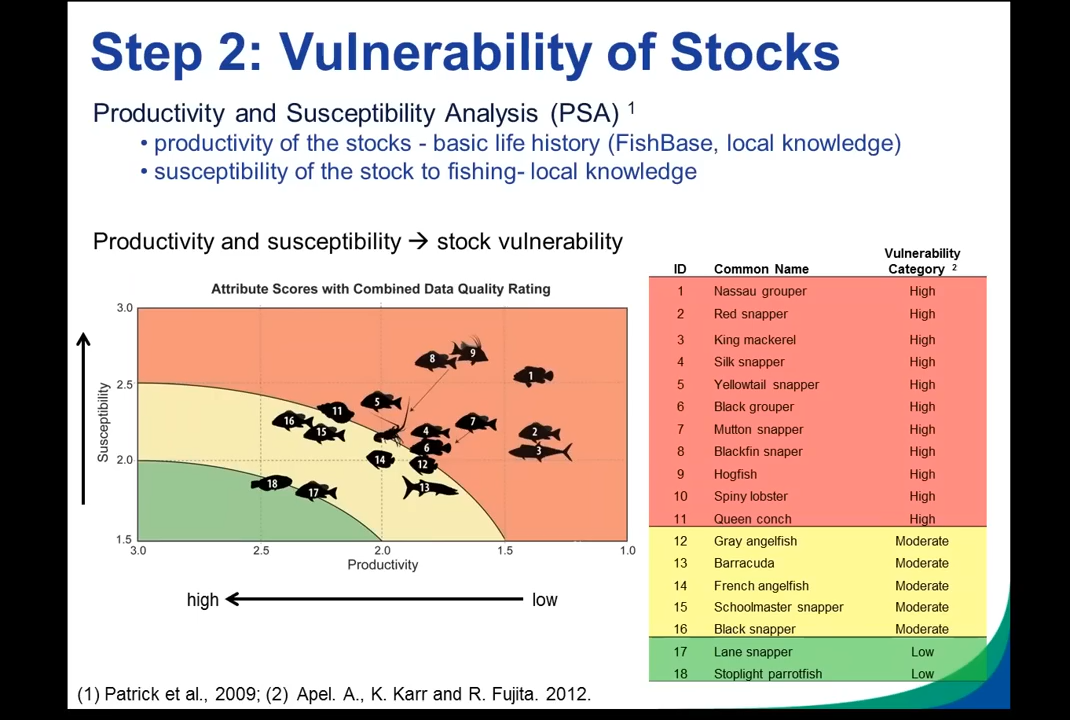 Step 2: Vulnerability of Stocks
Productivity and Susceptibility Analysis (PSA) 1
• productivity of the stocks - basic life history (FishBase, local knowledge)
• susceptibility of the stock to fishing- local knowledge
Productivity and susceptibility → stock vulnerability
Attribute Scores with Combined Data Quality Rating
Susceptibility
3.0
2.5
2.0
1.5
8
9
1
5
11
16
15
4
7
2
3
6
14
12
13
18
17
3.0 2.5 2.0 1.5 1.0
Productivity
high low
ID Common Name Vulnerability Category 2
1 Nassau grouper High
2 Red snapper High
3 King mackerel High
4 Silk snapper High
5 Yellowtail snapper High
6 Black grouper High
7 Mutton snapper High
8 Blackfin snaper High
9 Hogfish High
10 Spiny lobster High
11 Queen conch High
12 Gray angelfish Moderate
13 Barracuda Moderate
14 French angelfish Moderate
15 Schoolmaster snapper Moderate
16 Black snapper Moderate
17 Lane snapper Low
18 Stoplight parrotfish Low
(1) Patrick et al., 2009; (2) Apel. A., K. Karr and R. Fujita. 2012.